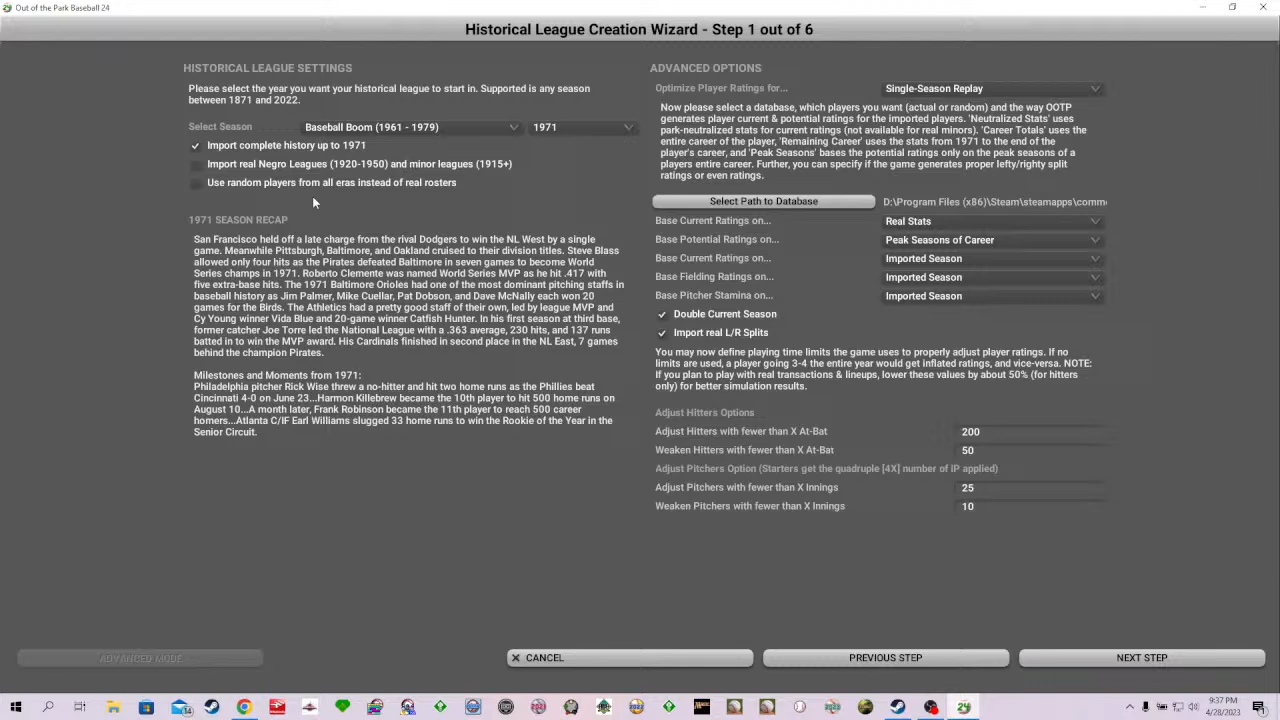 Out of the Park Baseball 24
Historical League Creation Wizard - Step 1 out of 6
HISTORICAL LEAGUE SETTINGS
Please select the year you want your historical league to start in. Supported is any season
between 1871 and 2022.
Select Season
Baseball Boom (1961 - 1979)
1971
Import complete history up to 1971
Import real Negro Leagues (1920-1950) and minor leagues (1915+)
Use random players from all eras instead of real rosters
1971 SEASON RECAP
San Francisco held off a late charge from the rival Dodgers to win the NL West by a single
game. Meanwhile Pittsburgh, Baltimore, and Oakland cruised to their division titles. Steve Blass
allowed only four hits as the Pirates defeated Baltimore in seven games to become World
Series champs in 1971. Roberto Clemente was named World Series MVP as he hit .417 with
five extra-base hits. The 1971 Baltimore Orioles had one of the most dominant pitching staffs in
baseball history as Jim Palmer, Mike Cuellar, Pat Dobson, and Dave McNally each won 20
games for the Birds. The Athletics had a pretty good staff of their own, led by league MVP and
Cy Young winner Vida Blue and 20-game winner Catfish Hunter. In his first season at third base,
former catcher Joe Torre led the National League with a .363 average, 230 hits, and 137 runs
batted in to win the MVP award. His Cardinals finished in second place in the NL East, 7 games
behind the champion Pirates.
Milestones and Moments from 1971:
Philadelphia pitcher Rick Wise threw a no-hitter and hit two home runs as the Phillies beat
Cincinnati 4-0 on June 23...Harmon Killebrew became the 10th player to hit 500 home runs on
August 10...A month later, Frank Robinson became the 11th player to reach 500 career
homers...Atlanta C/IF Earl Williams slugged 33 home runs to win the Rookie of the Year in the
Senior Circuit.
ADVANCED OPTIONS
Optimize Player Ratings for...
Single-Season Replay
Now please select a database, which players you want (actual or random) and the way OOTP
generates player current & potential ratings for the imported players. 'Neutralized Stats' uses
park-neutralized stats for current ratings (not available for real minors). 'Career Totals' uses the
entire career of the player, 'Remaining Career' uses the stats from 1971 to the end of the
player's career, and 'Peak Seasons' bases the potential ratings only on the peak seasons of a
players entire career. Further, you can specify if the game generates proper lefty/righty split
ratings or even ratings.
Select Path to Database
D:\Program Files (x86)\Steam\steamapps\commo
Base Current Ratings on...
Real Stats
Base Potential Ratings on...
Peak Seasons of Career
Base Current Ratings on...
Imported Season
Base Fielding Ratings on...
Imported Season
Base Pitcher Stamina on...
Imported Season
Double Current Season
Import real L/R Splits
You may now define playing time limits the game uses to properly adjust player ratings. If no
limits are used, a player going 3-4 the entire year would get inflated ratings, and vice-versa. NOTE:
If you plan to play with real transactions & lineups, lower these values by about 50% (for hitters
only) for better simulation results.
Adjust Hitters Options
Adjust Hitters with fewer than X At-Bat
200
Weaken Hitters with fewer than X At-Bat
50
Adjust Pitchers Option (Starters get the quadruple [4X] number of IP applied)
Adjust Pitchers with fewer than X Innings
25
Weaken Pitchers with fewer than X Innings
10
ADVANCED MODE
CANCEL
PREVIOUS STEP
NEXT STEP
14
9:37 PM
4/28/2023